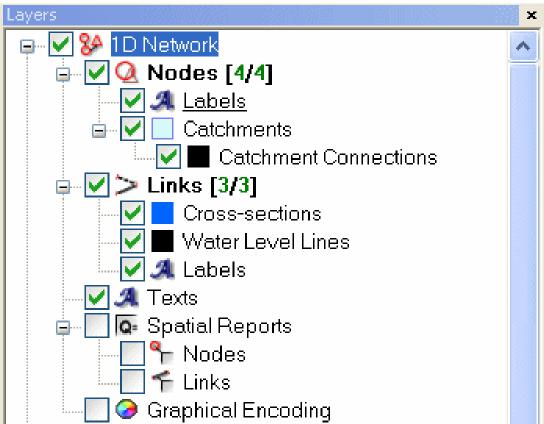 Layers
1D Network
Nodes [4/4]
Labels
Catchments
Catchment Connections
Links [3/3]
Cross-sections
Water Level Lines
Labels
Texts
Spatial Reports
Nodes
Links
Graphical Encoding